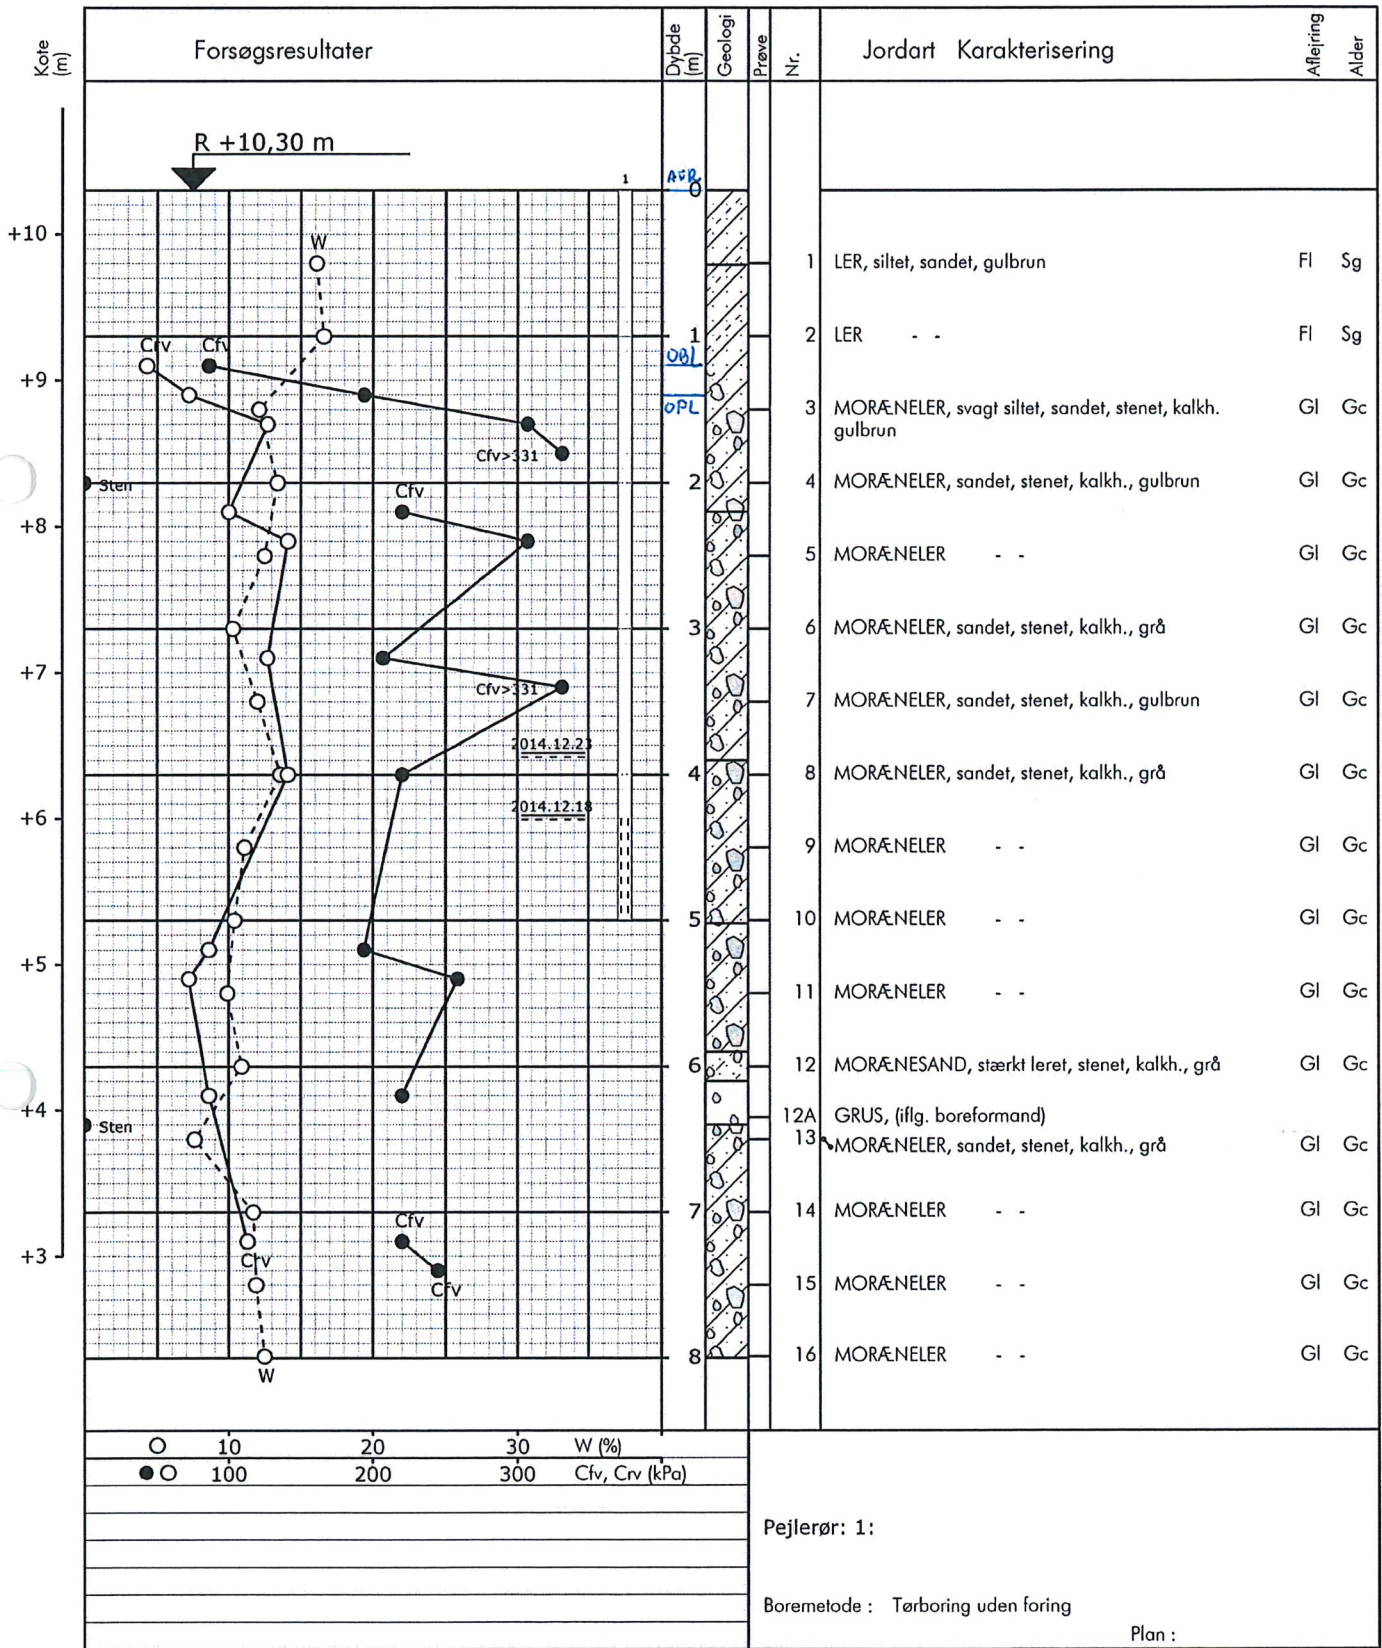 Kote (m)
Forsøgsresultater
Dybde (m)
Geologi
Prøve
Nr.
Jordart Karakterisering
Aflejring
Alder
R +10,30 m
1
AFR
0
+10
W
1 LER, siltet, sandet, gulbrun Fl Sg
1
2 LER - - Fl Sg
Crv Cfv
OBL
+9
OPL
3 MORÆNELER, svagt siltet, sandet, stenet, kalkh. Gl Gc
gulbrun
Cfv>331
Sten
2
4 MORÆNELER, sandet, stenet, kalkh., gulbrun Gl Gc
Cfv
+8
5 MORÆNELER - - Gl Gc
3
6 MORÆNELER, sandet, stenet, kalkh., grå Gl Gc
+7
Cfv>331
7 MORÆNELER, sandet, stenet, kalkh., gulbrun Gl Gc
2014.12.23
4
8 MORÆNELER, sandet, stenet, kalkh., grå Gl Gc
2014.12.18
+6
9 MORÆNELER - - Gl Gc
5
10 MORÆNELER - - Gl Gc
+5
11 MORÆNELER - - Gl Gc
6
12 MORÆNESAND, stærkt leret, stenet, kalkh., grå Gl Gc
+4
12A GRUS, (iflg. boreformand)
Sten
13 MORÆNELER, sandet, stenet, kalkh., grå Gl Gc
7
14 MORÆNELER - - Gl Gc
Cfv
+3
Crv
Cfv
15 MORÆNELER - - Gl Gc
8
16 MORÆNELER - - Gl Gc
W
10 20 30 W (%)
100 200 300 Cfv, Crv (kPa)
Pejlerør: 1:
Boremetode : Tørboring uden foring
Plan :